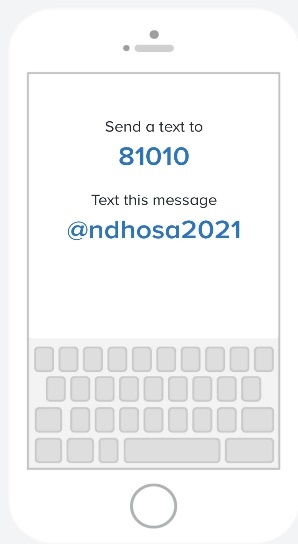 Send a text to
81010
Text this message
@ndhosa2021